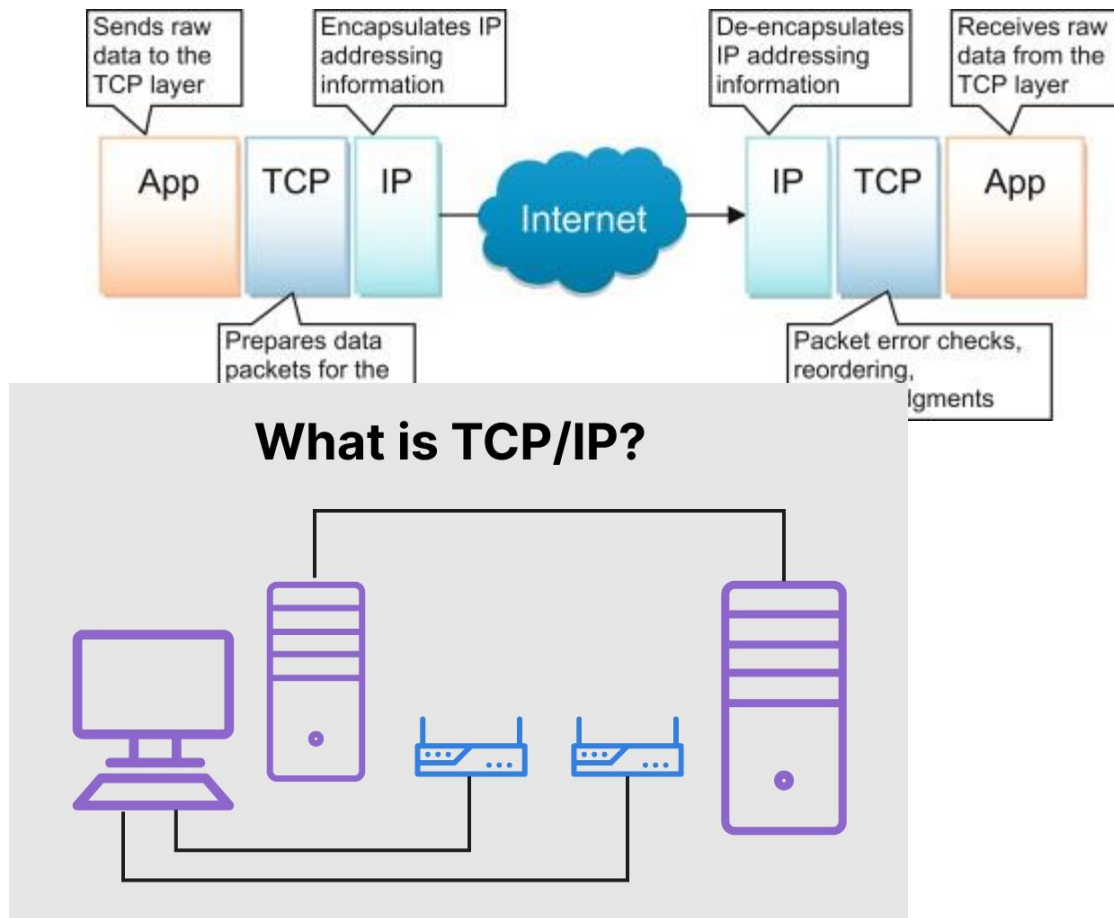 Sends raw
data to the
TCP layer
Encapsulates IP
addressing
information
De-encapsulates
IP addressing
information
Receives raw
data from the
TCP layer
App
TCP
IP
Internet
IP
TCP
App
Prepares data
packets for the
Packet error checks,
reordering,
dgments
What is TCP/IP?